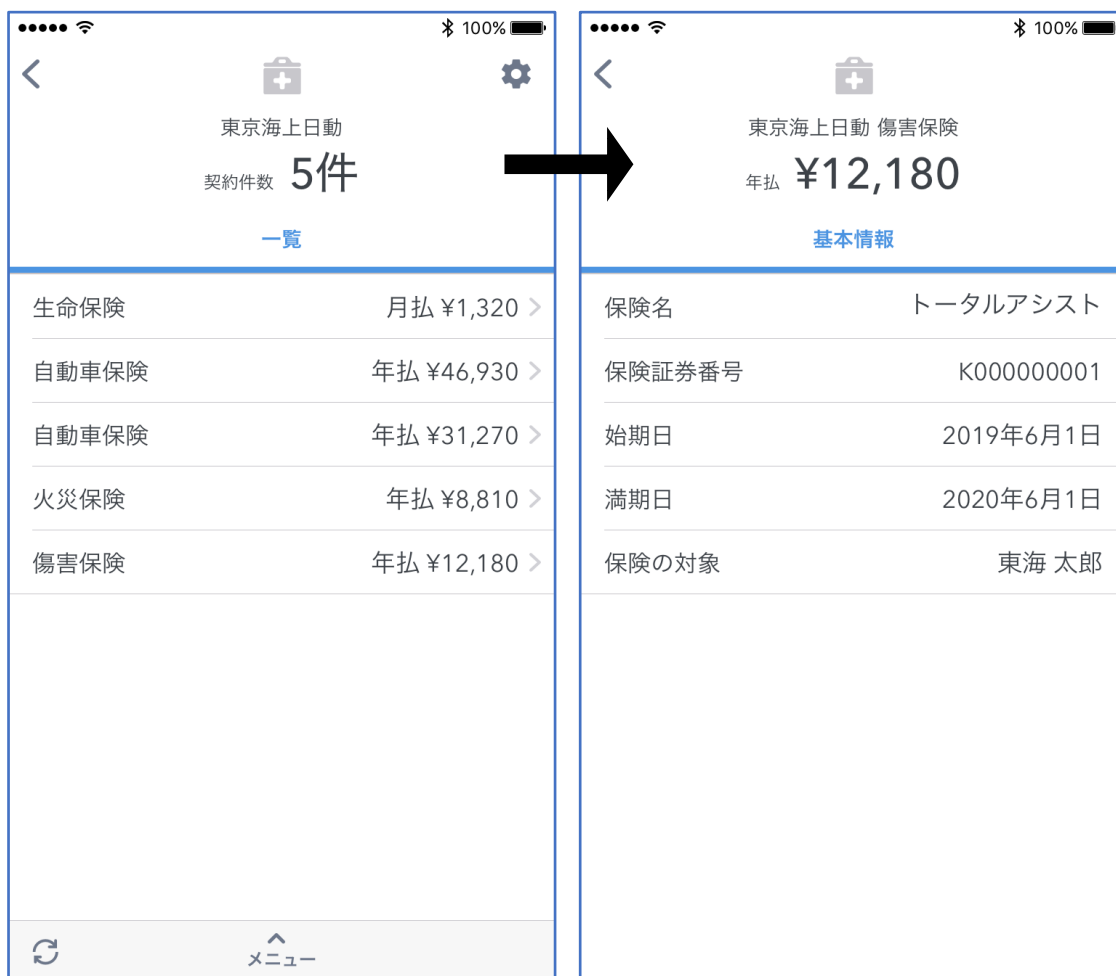 100%
東京海上日動
契約件数 5件
一覧
生命保険 月払 ¥1,320
自動車保険 年払 ¥46,930
自動車保険 年払 ¥31,270
火災保険 年払 ¥8,810
傷害保険 年払 ¥12,180
メニュー
100%
東京海上日動 傷害保険
年払 ¥12,180
基本情報
保険名 トータルアシスト
保険証券番号 K000000001
始期日 2019年6月1日
満期日 2020年6月1日
保険の対象 東海 太郎